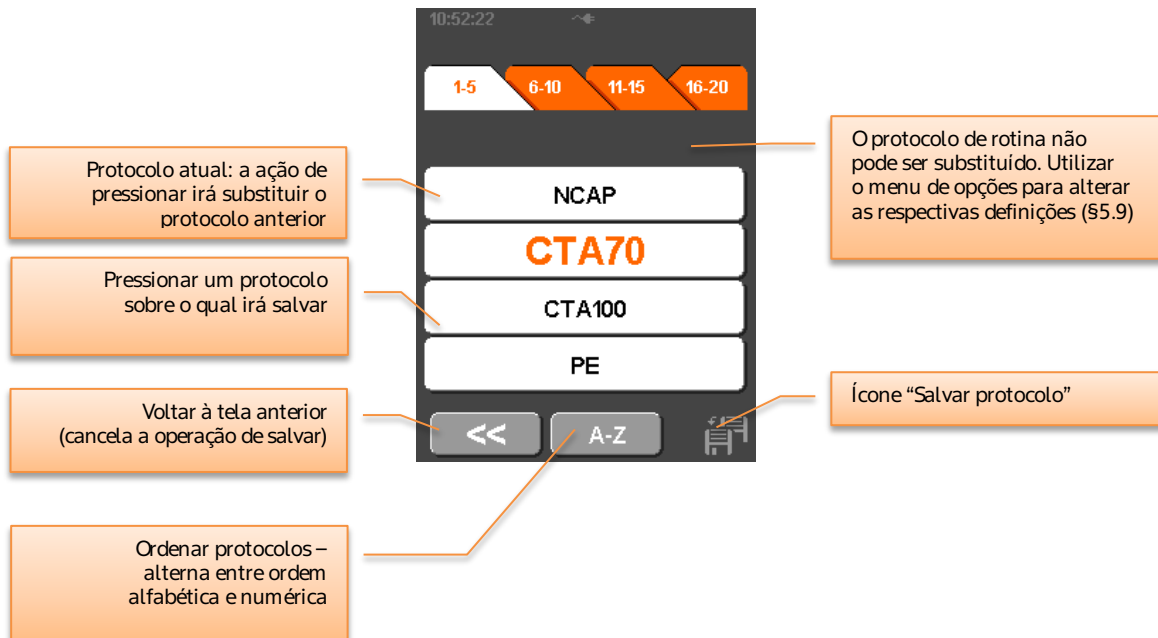 10:52:22
1-5
6-10
11-15
16-20
Protocolo atual: a ação de
pressionar irá substituir o
protocolo anterior
O protocolo de rotina não
pode ser substituído. Utilizar
o menu de opções para alterar
as respectivas definições (§5.9)
NCAP
CTA70
Pressionar um protocolo
sobre o qual irá salvar
CTA100
PE
Voltar à tela anterior
(cancela a operação de salvar)
Ícone “Salvar protocolo”
<<
A-Z
Ordenar protocolos –
alterna entre ordem
alfabética e numérica